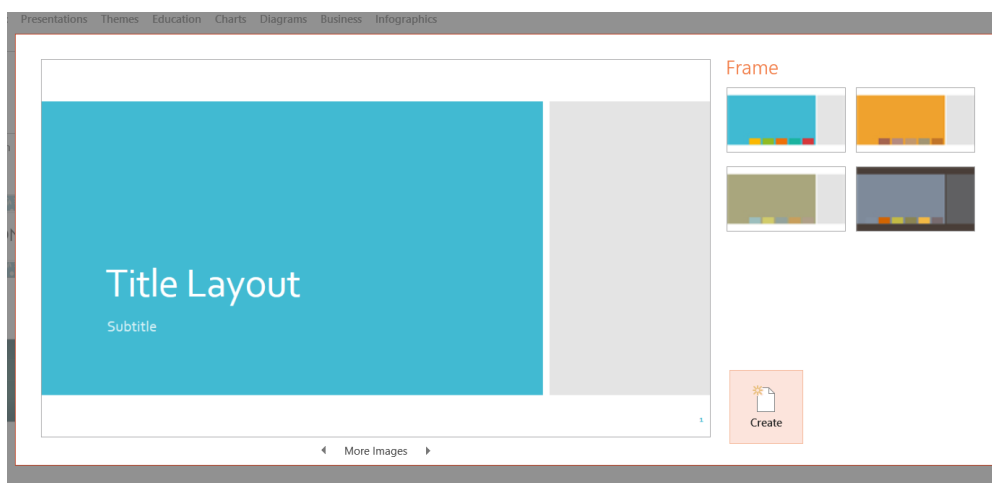 Presentations Themes Education Charts Diagrams Business Infographics
Frame
Title Layout
Subtitle
1
Create
More Images